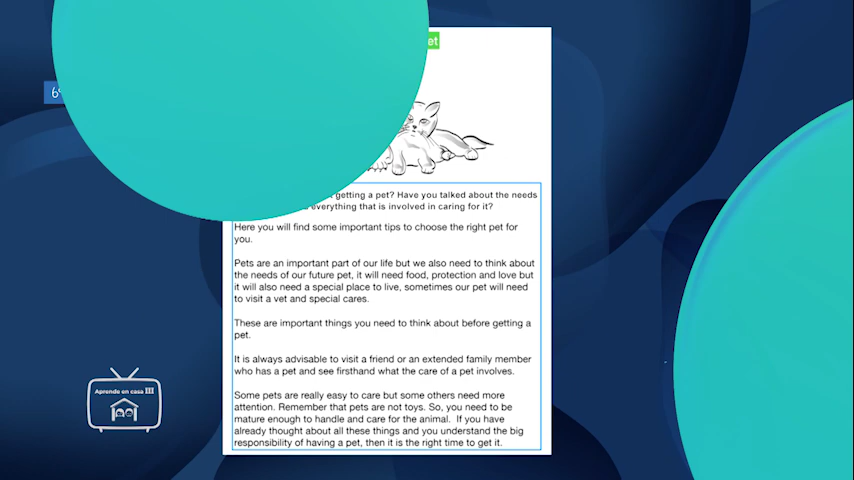 et
6
getting a pet? Have you talked about the needs
everything that is involved in caring for it?
Here you will find some important tips to choose the right pet for
you.
Pets are an important part of our life but we also need to think about
the needs of our future pet, it will need food, protection and love but
it will also need a special place to live, sometimes our pet will need
to visit a vet and special cares.
These are important things you need to think about before getting a
pet.
It is always advisable to visit a friend or an extended family member
who has a pet and see firsthand what the care of a pet involves.
Some pets are really easy to care but some others need more
attention. Remember that pets are not toys. So, you need to be
mature enough to handle and care for the animal. If you have
already thought about all these things and you understand the big
responsibility of having a pet, then it is the right time to get it.
Aprende en casa III